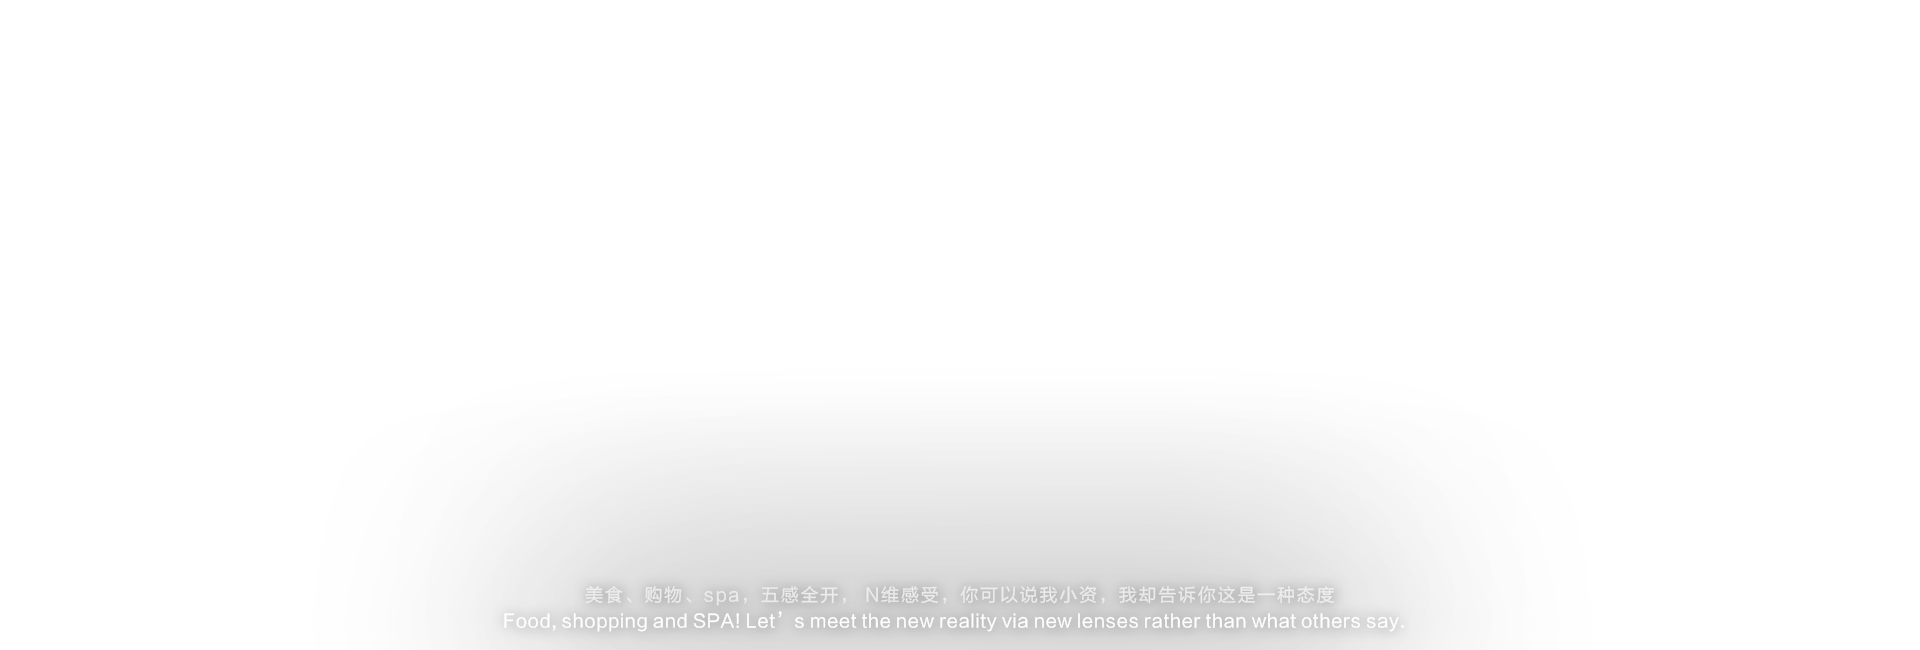 美食、购物、spa，五感全开， N维感受，你可以说我小资，我却告诉你这是一种态度
Food, shopping and SPA! Let’s meet the new reality via new lenses rather than what others say.